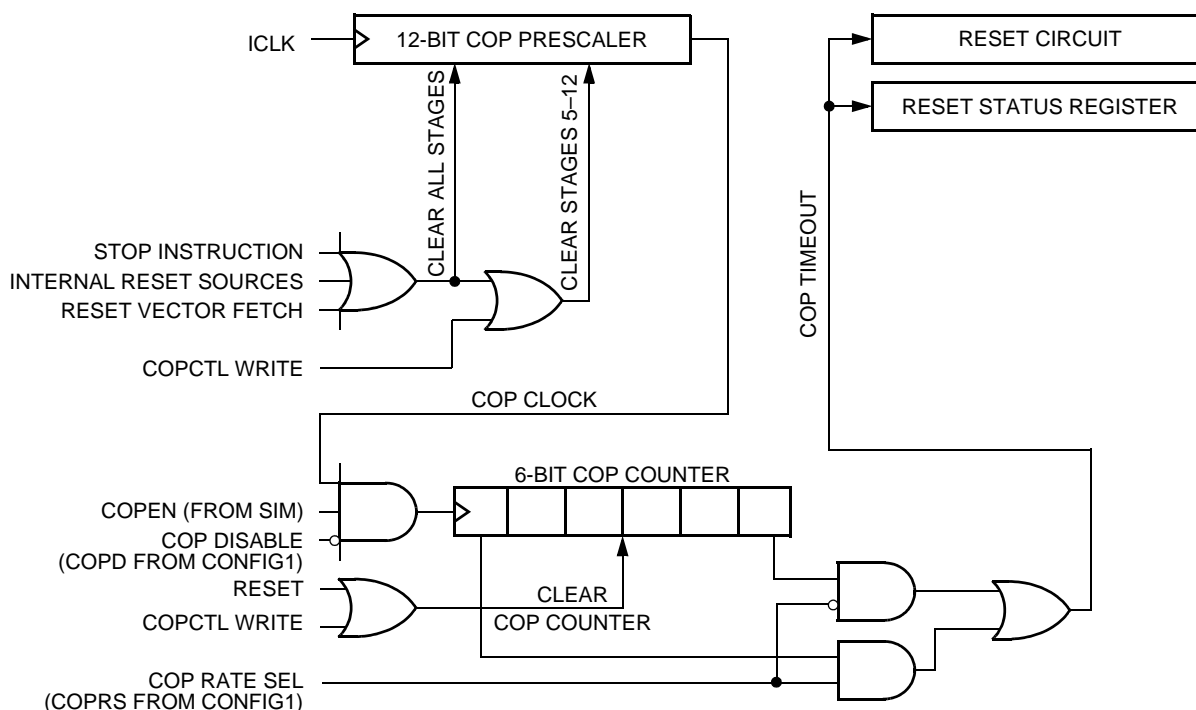 ICLK
12-BIT COP PRESCALER
RESET CIRCUIT
RESET STATUS REGISTER
CLEAR ALL STAGES
CLEAR STAGES 5–12
COP TIMEOUT
STOP INSTRUCTION
INTERNAL RESET SOURCES
RESET VECTOR FETCH
COPCTL WRITE
COP CLOCK
6-BIT COP COUNTER
COPEN (FROM SIM)
COP DISABLE
(COPD FROM CONFIG1)
RESET
COPCTL WRITE
CLEAR
COP COUNTER
COP RATE SEL
(COPRS FROM CONFIG1)